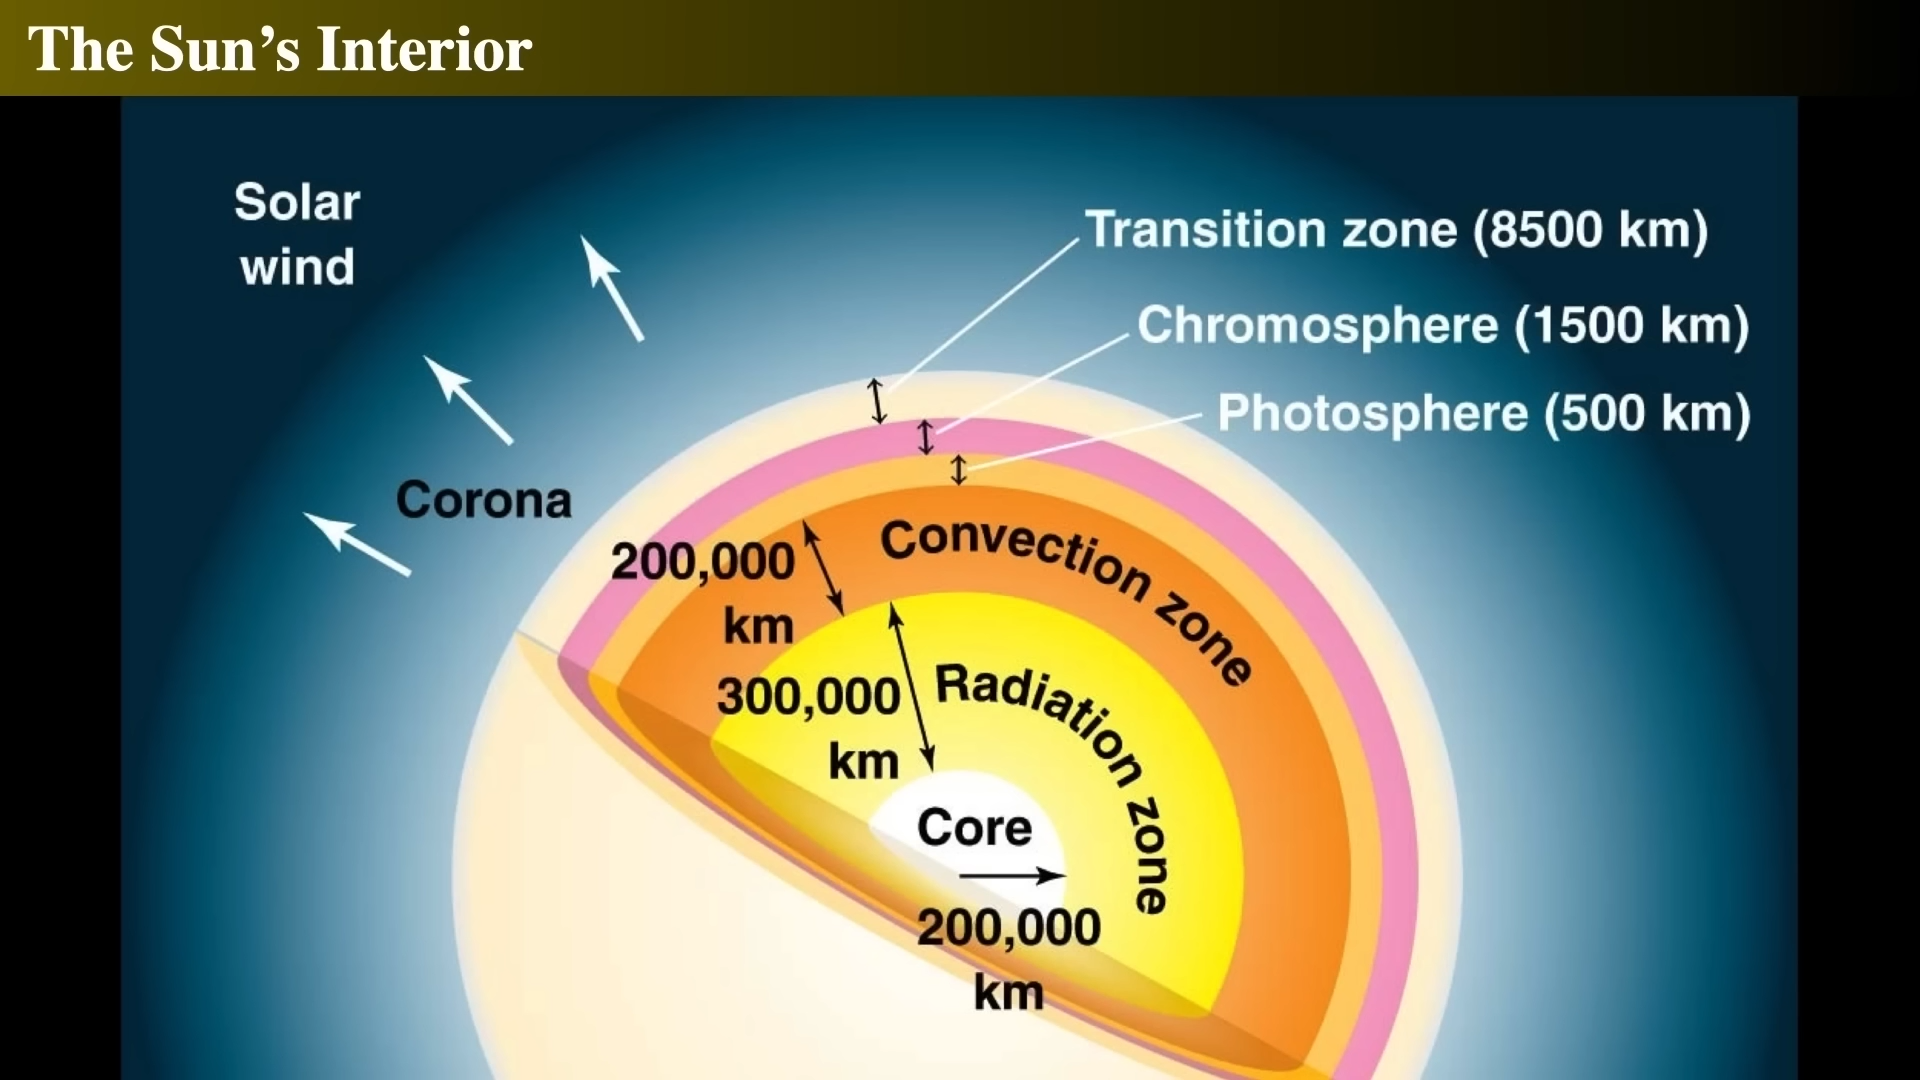 The Sun’s Interior
Solar
wind
Transition zone (8500 km)
Chromosphere (1500 km)
Photosphere (500 km)
Corona
Convection zone
200,000
km
Radiation zone
300,000
km
Core
200,000
km